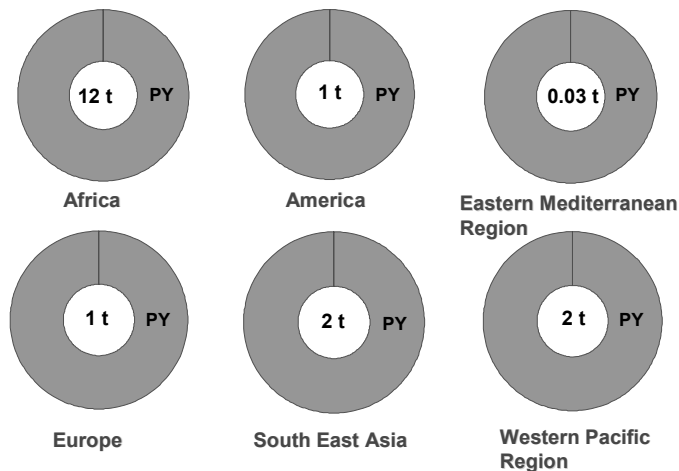 12 t PY
1 t PY
0.03 t PY
Africa
America
Eastern Mediterranean
Region
1 t PY
2 t PY
2 t PY
Europe
South East Asia
Western Pacific
Region